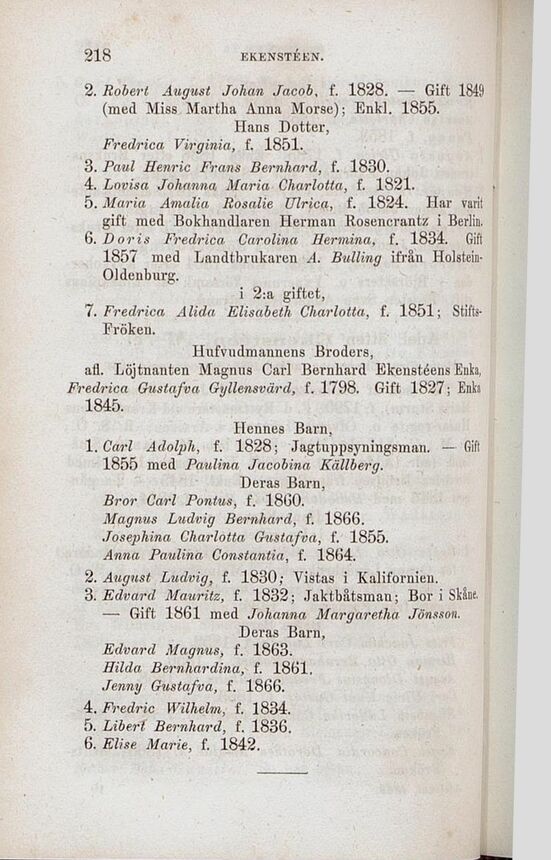 218 EKENSTÉEN.
2. Robert August Johan Jacob, f. 1828. — Gift 1849
(med Miss Martha Anna Morse); Enkl. 1855.
Hans Dotter,
Fredrica Virginia, f. 1851.
3. Paul Henric Frans Bernhard, f. 1830.
4. Lovisa Johanna Maria Charlotta, f. 1821.
5. Maria Amalia Rosalie Ulrica, f. 1824. Har varit
gift med Bokhandlaren Herman Rosencrantz i Berlin.
6. Doris Fredrica Carolina Hermina, f. 1834. Gift
1857 med Landtbrukaren A. Bulling ifrån Holstein-
Oldenburg.
i 2:a giftet,
7. Fredrica Alida Elisabeth Charlotta, f. 1851; Stifts-
Fröken.
Hufvudmannens Broders,
afl. Löjtnanten Magnus Carl Bernhard Ekenstéens Enka,
Fredrica Gustafva Gyllensvärd, f. 1798. Gift 1827; Enka
1845.
Hennes Barn,
1. Carl Adolph, f. 1828; Jagtuppsyningsman. — Gift
1855 med Paulina Jacobina Källberg.
Deras Barn,
Bror Carl Pontus, f. 1860.
Magnus Ludvig Bernhard, f. 1866.
Josephina Charlotta Gustafva, f. 1855.
Anna Paulina Constantia, f. 1864.
2. August Ludvig, f. 1830; Vistas i Kalifornien.
3. Edvard Mauritz, f. 1832; Jaktbåtsman; Bor i Skåne.
— Gift 1861 med Johanna Margaretha Jönsson.
Deras Barn,
Edvard Magnus, f. 1863.
Hilda Bernhardina, f. 1861.
Jenny Gustafva, f. 1866.
4. Fredric Wilhelm, f. 1834.
5. Libert Bernhard, f. 1836.
6. Elise Marie, f. 1842.